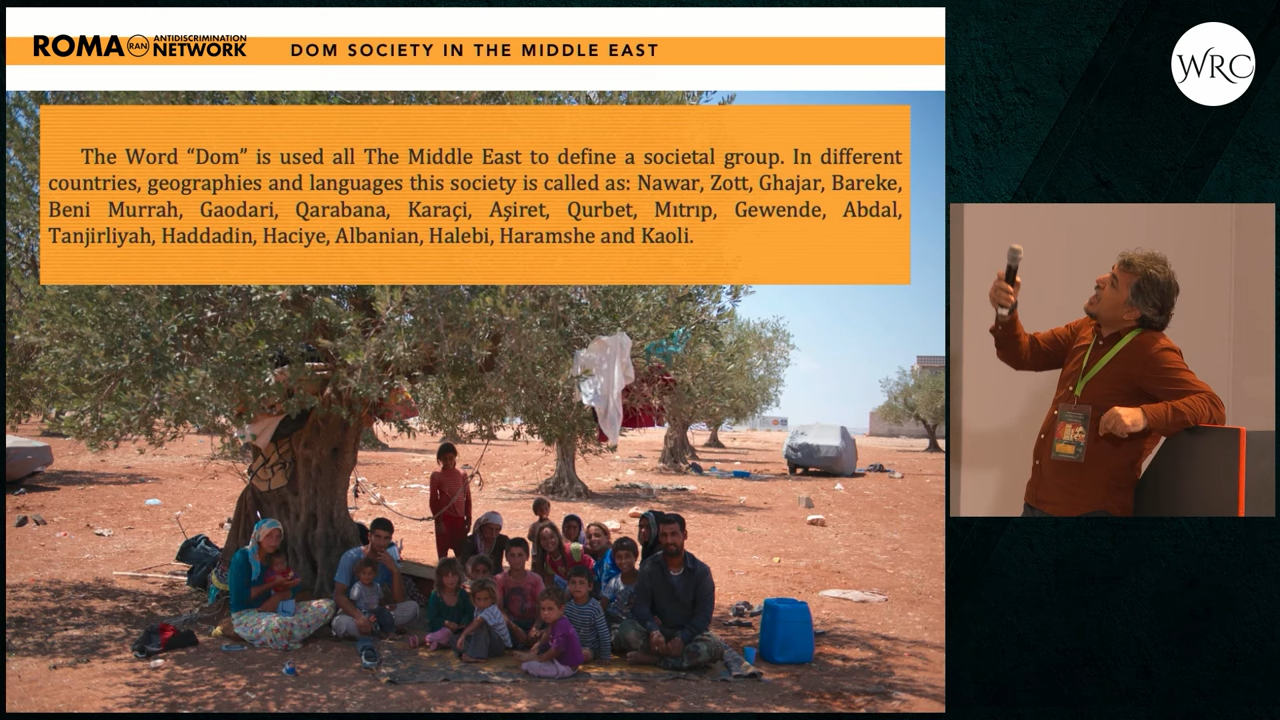 ROMA RAN ANTIDISCRIMINATION NETWORK
DOM SOCIETY IN THE MIDDLE EAST
WRC
The Word “Dom” is used all The Middle East to define a societal group. In different
countries, geographies and languages this society is called as: Nawar, Zott, Ghajar, Bareke,
Beni Murrah, Gaodari, Qarabana, Karaçi, Aşiret, Qurbet, Mıtrıp, Gewende, Abdal,
Tanjirliyah, Haddadin, Haciye, Albanian, Halebi, Haramshe and Kaoli.